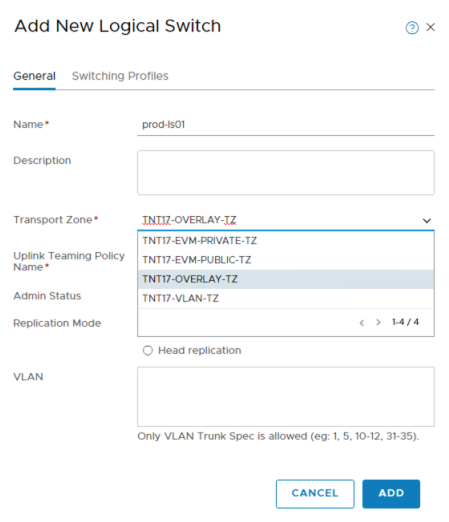 Add New Logical Switch
General Switching Profiles
Name* prod-ls01
Description
Transport Zone* TNT17-OVERLAY-TZ
TNT17-EVM-PRIVATE-TZ
Uplink Teaming Policy
Name*
TNT17-EVM-PUBLIC-TZ
TNT17-OVERLAY-TZ
Admin Status
TNT17-VLAN-TZ
Replication Mode
1-4 / 4
Head replication
VLAN
Only VLAN Trunk Spec is allowed (eg: 1, 5, 10-12, 31-35).
CANCEL ADD